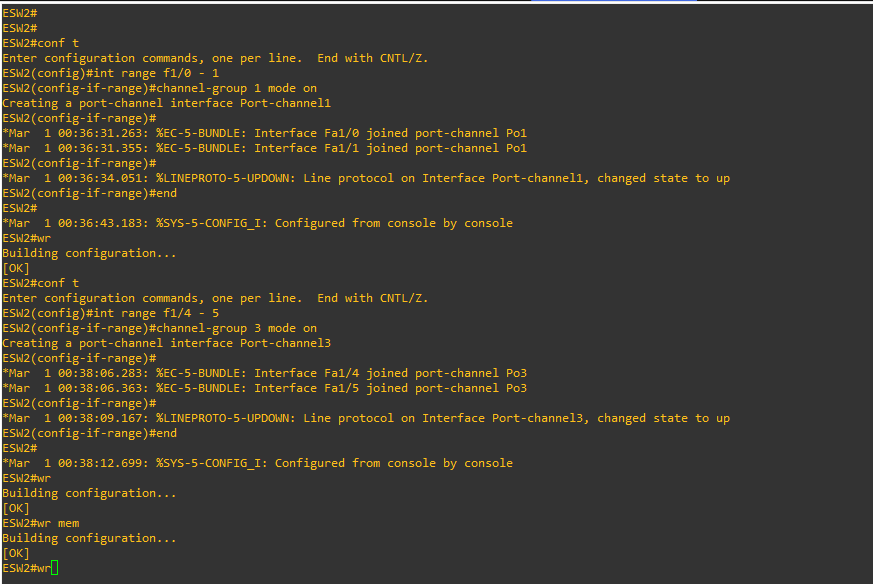 ESW2#
ESW2#
ESW2#conf t
Enter configuration commands, one per line.  End with CNTL/Z.
ESW2(config)#int range f1/0 - 1
ESW2(config-if-range)#channel-group 1 mode on
Creating a port-channel interface Port-channel1
ESW2(config-if-range)#
*Mar  1 00:36:31.263: %EC-5-BUNDLE: Interface Fa1/0 joined port-channel Po1
*Mar  1 00:36:31.355: %EC-5-BUNDLE: Interface Fa1/1 joined port-channel Po1
ESW2(config-if-range)#
*Mar  1 00:36:34.051: %LINEPROTO-5-UPDOWN: Line protocol on Interface Port-channel1, changed state to up
ESW2(config-if-range)#end
ESW2#
*Mar  1 00:36:43.183: %SYS-5-CONFIG_I: Configured from console by console
ESW2#wr
Building configuration...
[OK]
ESW2#conf t
Enter configuration commands, one per line.  End with CNTL/Z.
ESW2(config)#int range f1/4 - 5
ESW2(config-if-range)#channel-group 3 mode on
Creating a port-channel interface Port-channel3
ESW2(config-if-range)#
*Mar  1 00:38:06.283: %EC-5-BUNDLE: Interface Fa1/4 joined port-channel Po3
*Mar  1 00:38:06.363: %EC-5-BUNDLE: Interface Fa1/5 joined port-channel Po3
ESW2(config-if-range)#
*Mar  1 00:38:09.167: %LINEPROTO-5-UPDOWN: Line protocol on Interface Port-channel3, changed state to up
ESW2(config-if-range)#end
ESW2#
*Mar  1 00:38:12.699: %SYS-5-CONFIG_I: Configured from console by console
ESW2#wr
Building configuration...
[OK]
ESW2#wr mem
Building configuration...
[OK]
ESW2#wr